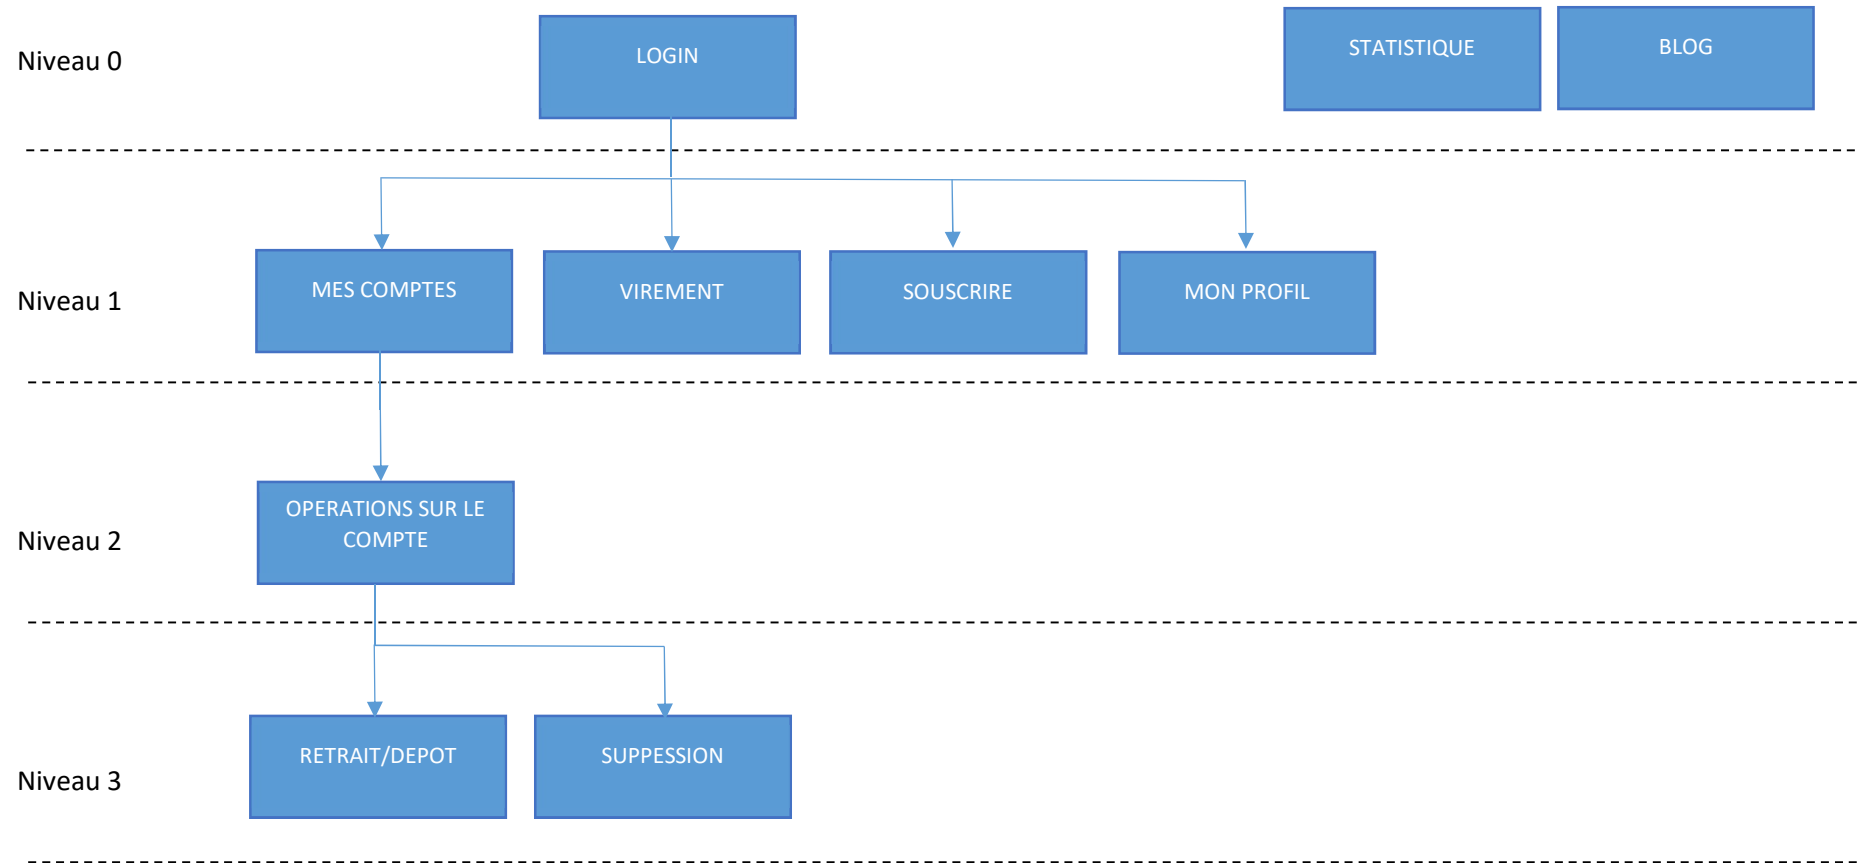 Niveau 0
LOGIN
STATISTIQUE
BLOG
Niveau 1
MES COMPTES
VIREMENT
SOUSCRIRE
MON PROFIL
Niveau 2
OPERATIONS SUR LE
COMPTE
Niveau 3
RETRAIT/DEPOT
SUPPESSION